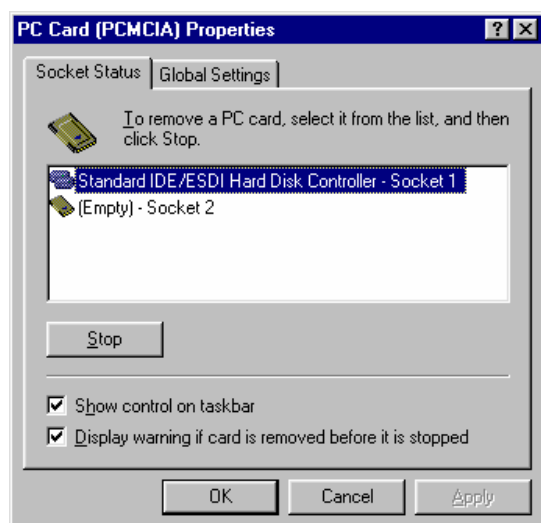 PC Card (PCMCIA) Properties
Socket Status
Global Settings
To remove a PC card, select it from the list, and then
click Stop.
Standard IDE/ESDI Hard Disk Controller - Socket 1
(Empty) - Socket 2
Stop
Show control on taskbar
Display warning if card is removed before it is stopped
OK
Cancel
Apply